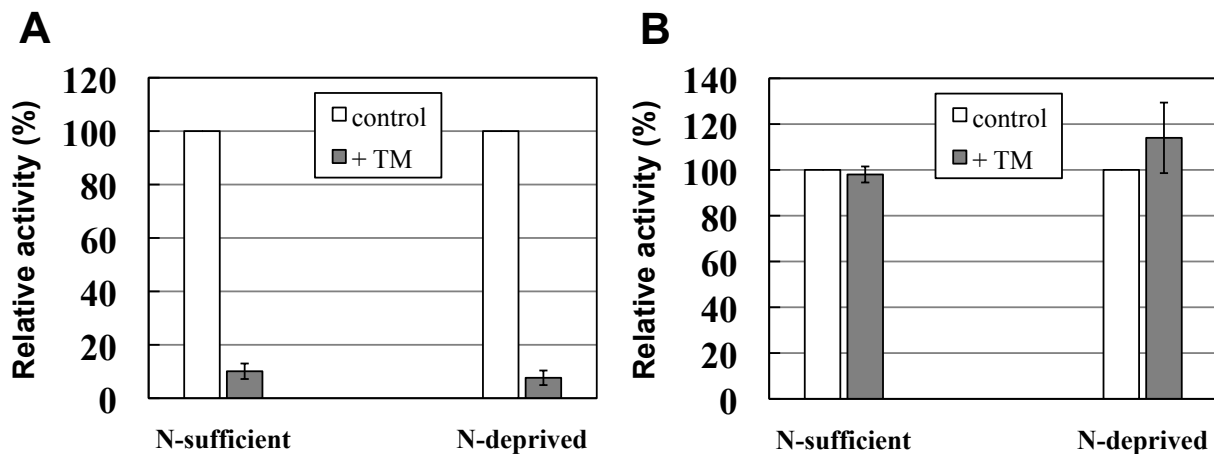 A
Relative activity (%)
120
100
80
60
40
20
0
control
+ TM
N-sufficient
N-deprived
B
Relative activity (%)
140
120
100
80
60
40
20
0
control
+ TM
N-sufficient
N-deprived